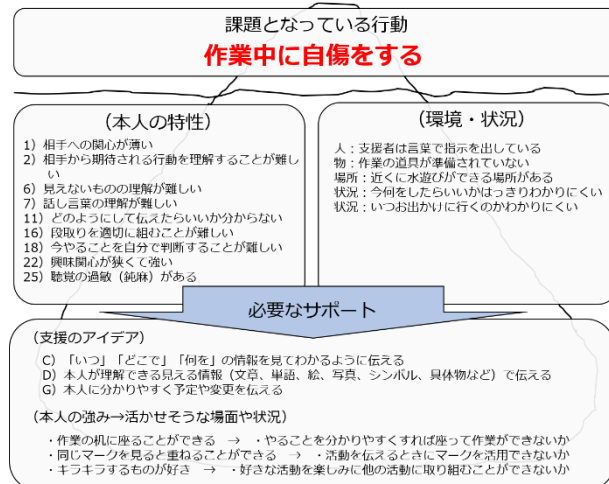 課題となっている行動
作業中に自傷をする
(本人の特性)
1）相手への関心が薄い
2）相手から期待される行動を理解することが難し
い
6）見えないものの理解が難しい
7）話し言葉の理解が難しい
11）どのようにして伝えたらいいか分からない
16）段取りを適切に組むことが難しい
18）今やることを自分で判断することが難しい
22）興味関心が狭くて強い
25）聴覚の過敏（鈍麻）がある
(環境・状況)
人：支援者は言葉で指示を出している
物：作業の道具が準備されていない
場所：近くに水遊びができる場所がある
状況：今何をしたらいいかはっきりわかりにくい
状況：いつお出かけに行くのかわかりにくい
必要なサポート
（支援のアイデア）
C）「いつ」「どこで」「何を」の情報を見てわかるように伝える
D）本人が理解できる見える情報（文章、単語、絵、写真、シンボル、具体物など）で伝える
G）本人に分かりやすく予定や変更を伝える
（本人の強み→活かせそうな場面や状況）
・作業の机に座ることができる　→　・やることを分かりやすくすれば座って作業ができないか
・同じマークを見ると重ねることができる　→　・活動を伝えるときにマークを活用できないか
・キラキラするものが好き　→　・好きな活動を楽しみに他の活動に取り組むことができないか